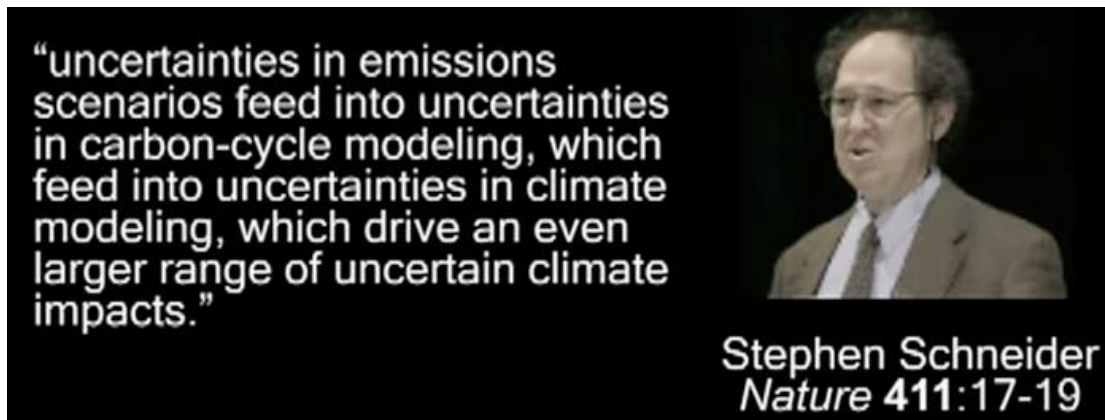 “uncertainties in emissions
scenarios feed into uncertainties
in carbon-cycle modeling, which
feed into uncertainties in climate
modeling, which drive an even
larger range of uncertain climate
impacts.”
Stephen Schneider
Nature 411:17-19